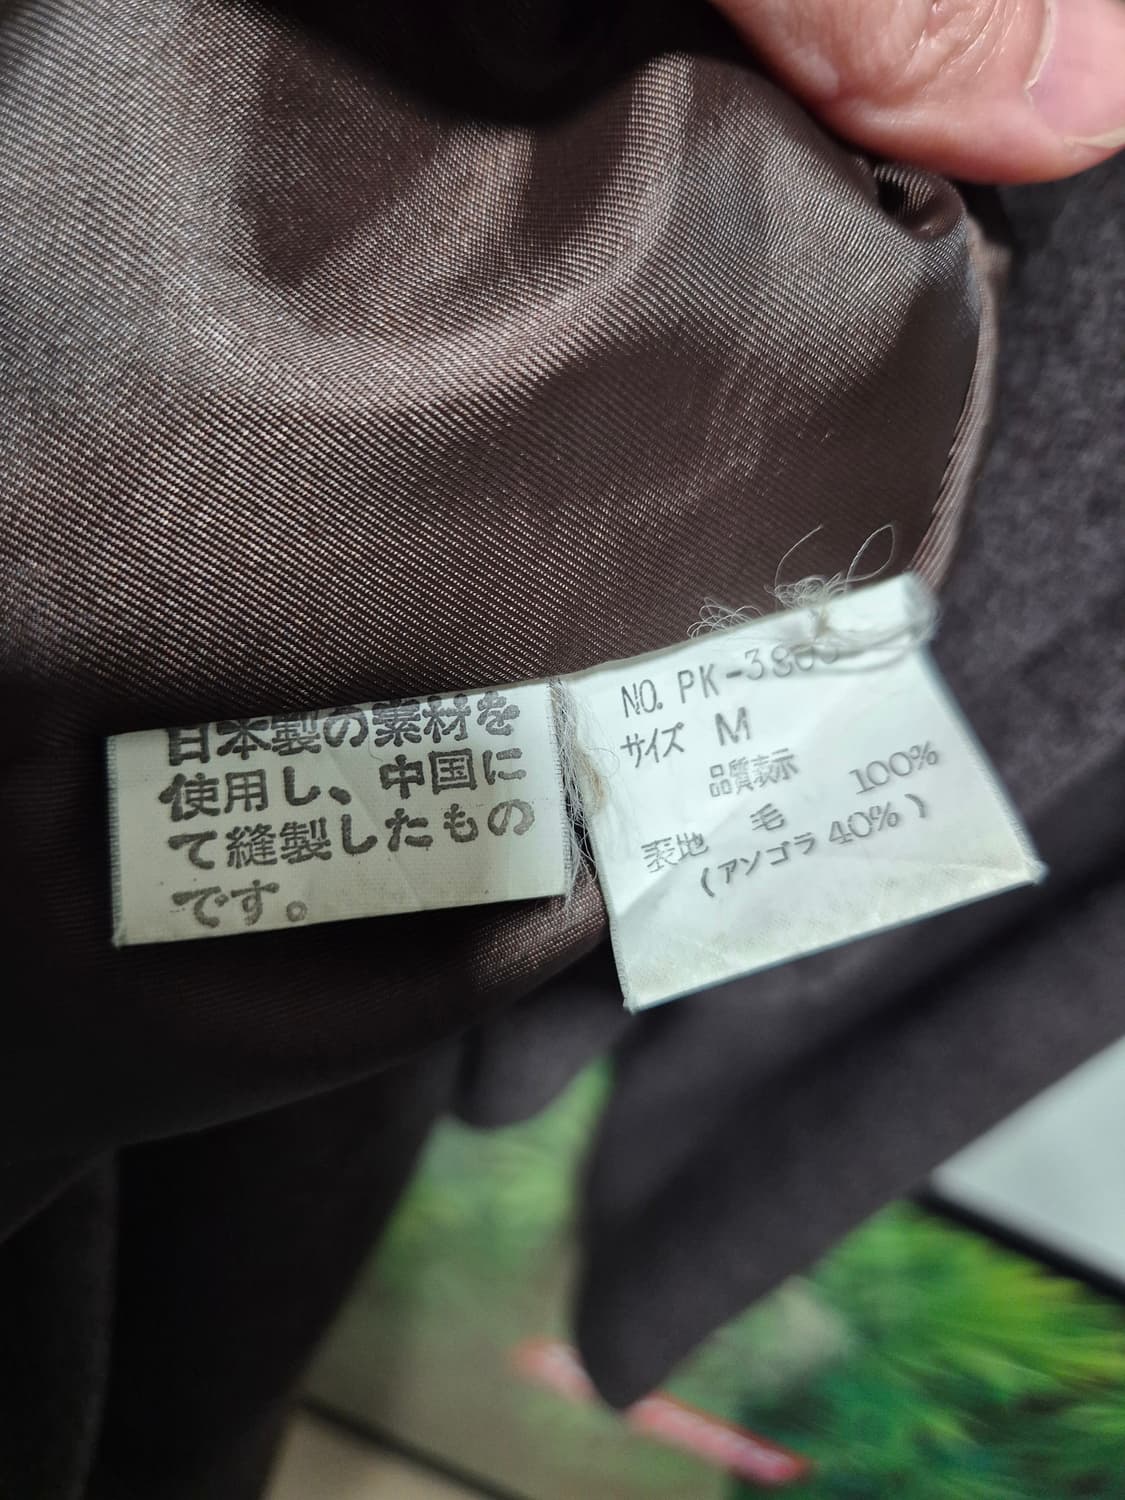 日本製の素材を
使用し、中国に
て縫製したもの
です。
NO.
サイズ M
品質表示
表地 毛 100%
(アンゴラ 40%)